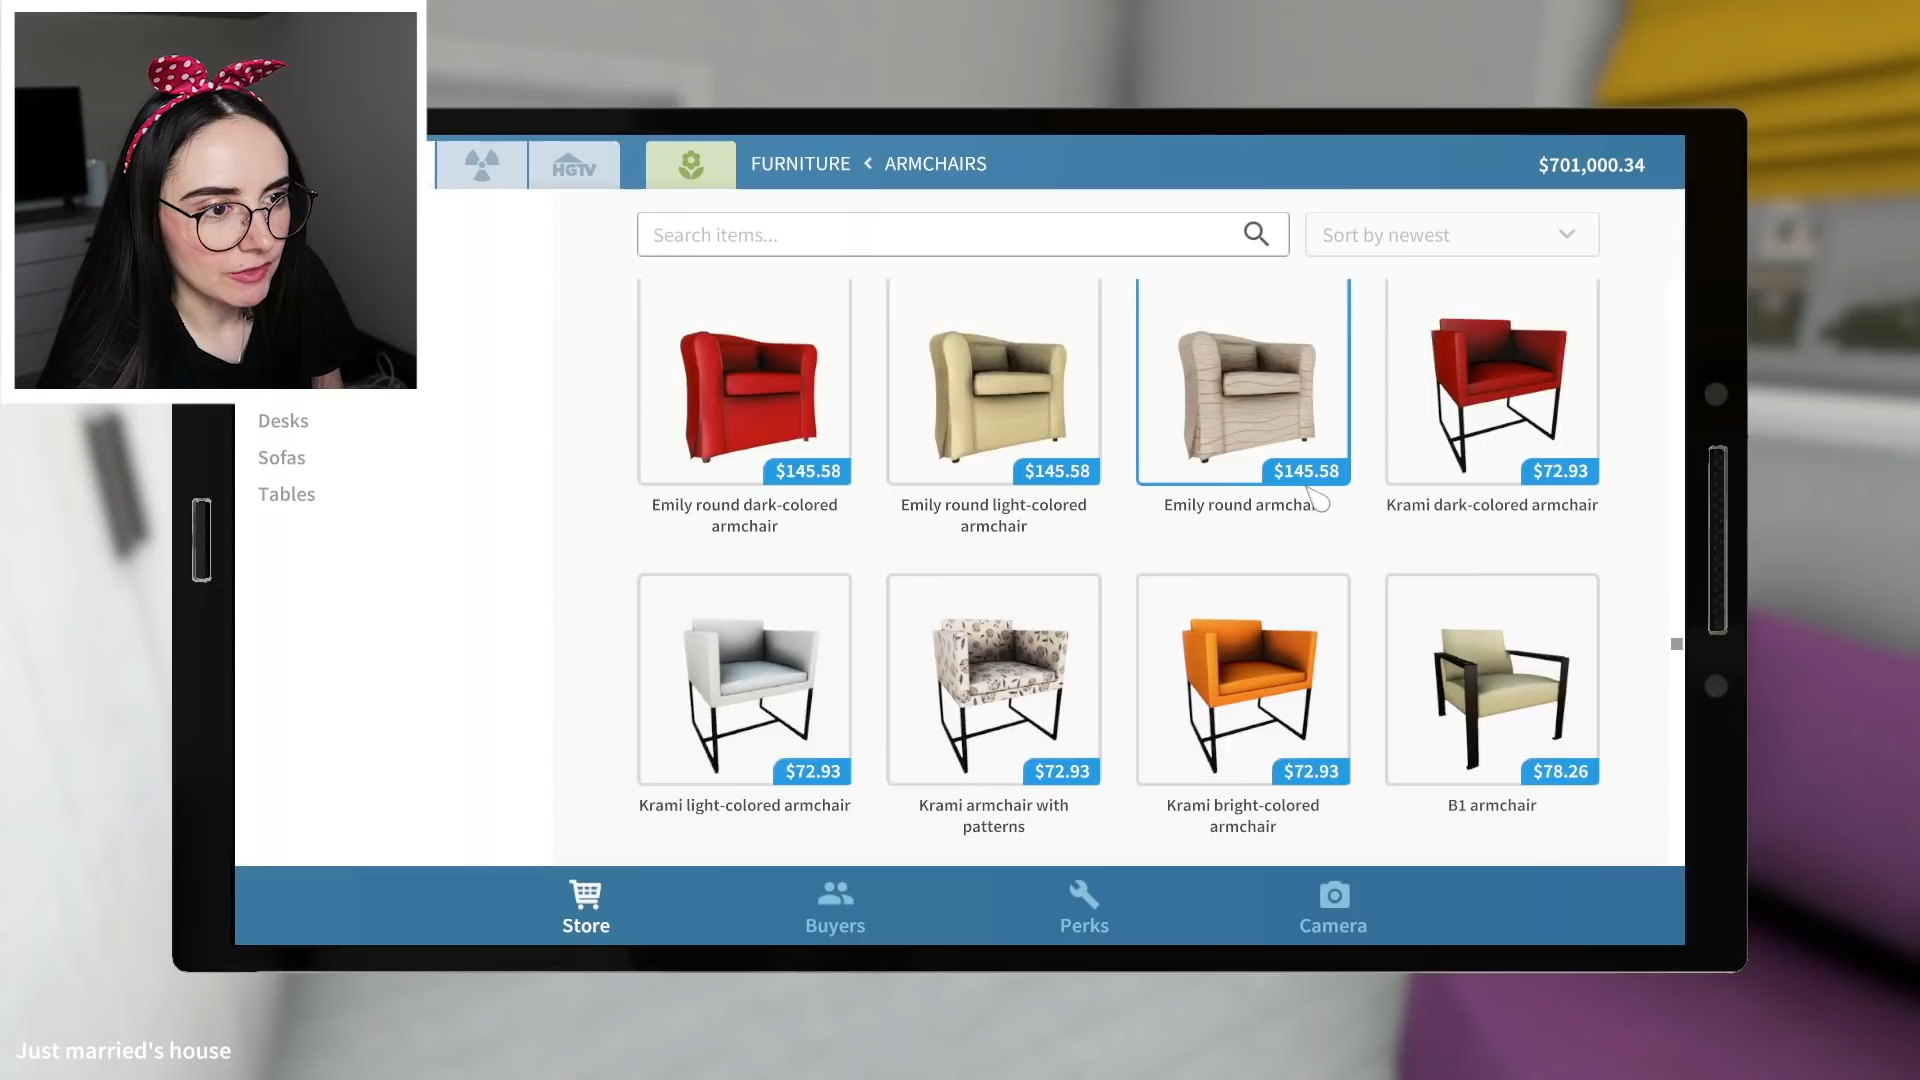 HGTV
FURNITURE < ARMCHAIRS
$701,000.34
Search items...
Sort by newest
Desks
Sofas
Tables
$145.58
$145.58
$145.58
$72.93
Emily round dark-colored
armchair
Emily round light-colored
armchair
Emily round armchai
Krami dark-colored armchair
$72.93
$72.93
$72.93
$78.26
Krami light-colored armchair
Krami armchair with
patterns
Krami bright-colored
armchair
B1 armchair
Store
Buyers
Perks
Camera
Just married's house